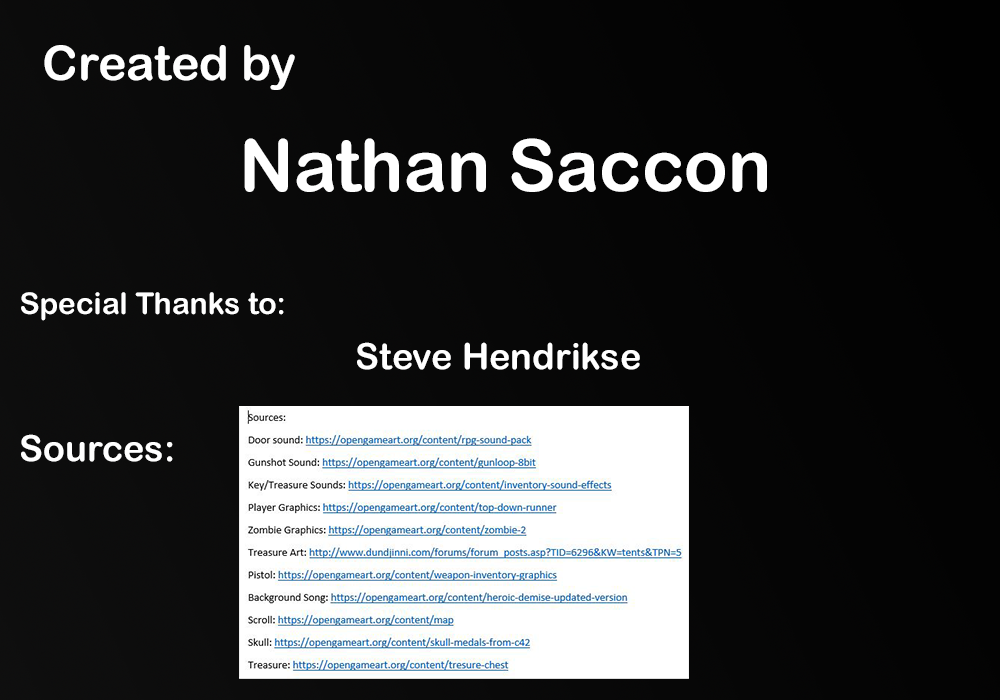 Created by
Nathan Saccon
Special Thanks to:
Steve Hendrikse
Sources:
Sources:
Door sound: https://opengameart.org/content/rpg-sound-pack
Gunshot Sound: https://opengameart.org/content/gunloop-8bit
Key/Treasure Sounds: https://opengameart.org/content/inventory-sound-effects
Player Graphics: https://opengameart.org/content/top-down-runner
Zombie Graphics: https://opengameart.org/content/zombie-2
Treasure Art: http://www.dundjinni.com/forums/forum_posts.asp?TID=6296&KW=tents&TPN=5
Pistol: https://opengameart.org/content/weapon-inventory-graphics
Background Song: https://opengameart.org/content/heroic-demise-updated-version
Scroll: https://opengameart.org/content/map
Skull: https://opengameart.org/content/skull-medals-from-c42
Treasure: https://opengameart.org/content/tresure-chest